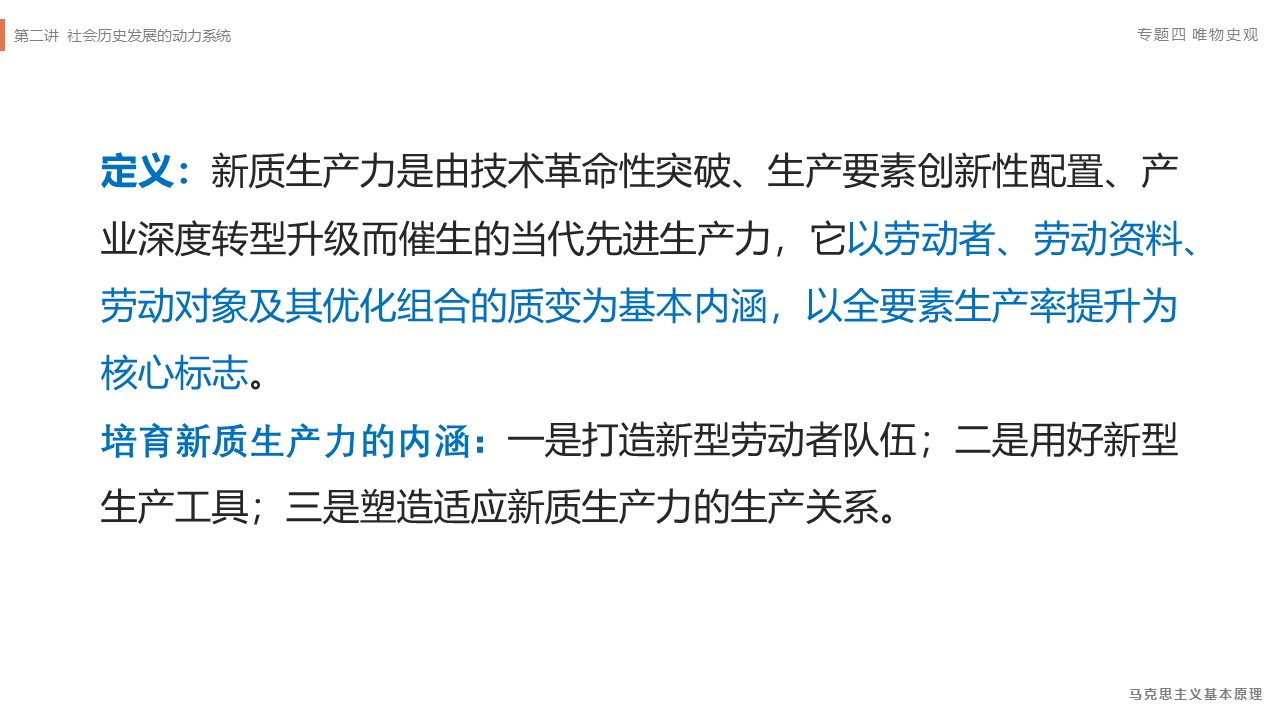 第二讲 社会历史发展的动力系统
专题四 唯物史观
定义：新质生产力是由技术革命性突破、生产要素创新性配置、产
业深度转型升级而催生的当代先进生产力，它以劳动者、劳动资料、
劳动对象及其优化组合的质变为基本内涵，以全要素生产率提升为
核心标志。
培育新质生产力的内涵：一是打造新型劳动者队伍；二是用好新型
生产工具；三是塑造适应新质生产力的生产关系。
马克思主义基本原理